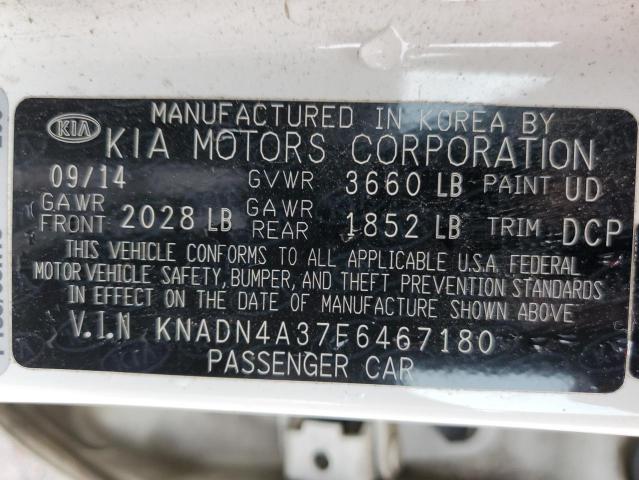 MANUFACTURED IN KOREA BY
KIA KIA MOTORS CORPORATION
09/14 GVWR 3660 LB PAINT UD
GAWR FRONT 2028 LB GAWR REAR 1852 LB TRIM DCP
THIS VEHICLE CONFORMS TO ALL APPLICABLE U.S.A. FEDERAL
MOTOR VEHICLE SAFETY, BUMPER, AND THEFT PREVENTION STANDARDS
IN EFFECT ON THE DATE OF MANUFACTURE SHOWN ABOVE
V.I.N KNADN4A37F6467180
PASSENGER CAR